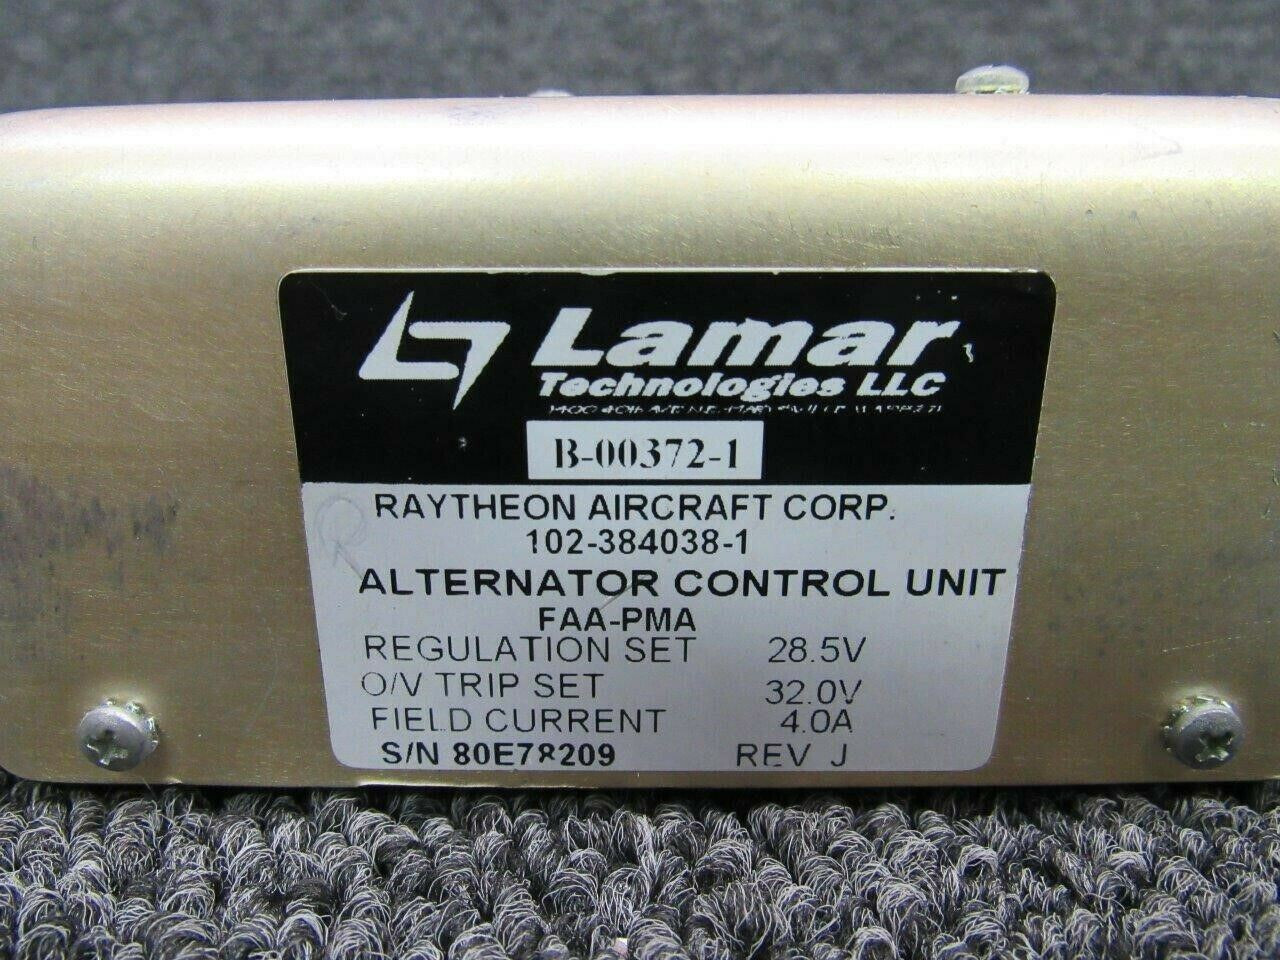 Lamar
Technologies LLC
B-00372-1
RAYTHEON AIRCRAFT CORP.
102-384038-1
ALTERNATOR CONTROL UNIT
FAA-PMA
REGULATION SET 28.5V
O/V TRIP SET 32.0V
FIELD CURRENT 4.0A
S/N 80E78209 REV J